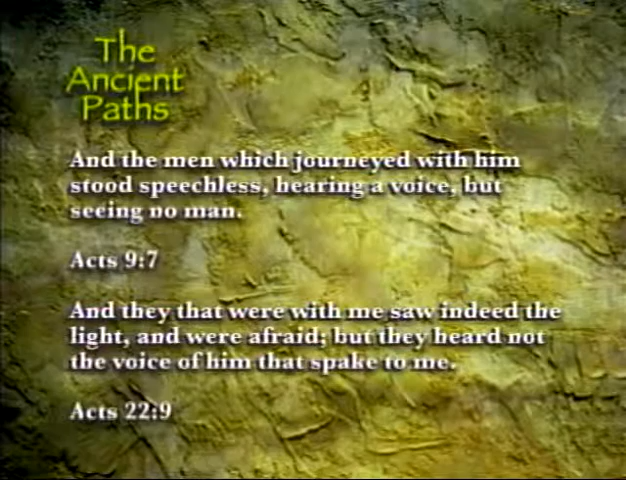 The
Ancient
Paths
And the men which journeyed with him
stood speechless, hearing a voice, but
seeing no man.
Acts 9:7
And they that were with me saw indeed the
light, and were afraid; but they heard not
the voice of him that spake to me.
Acts 22:9